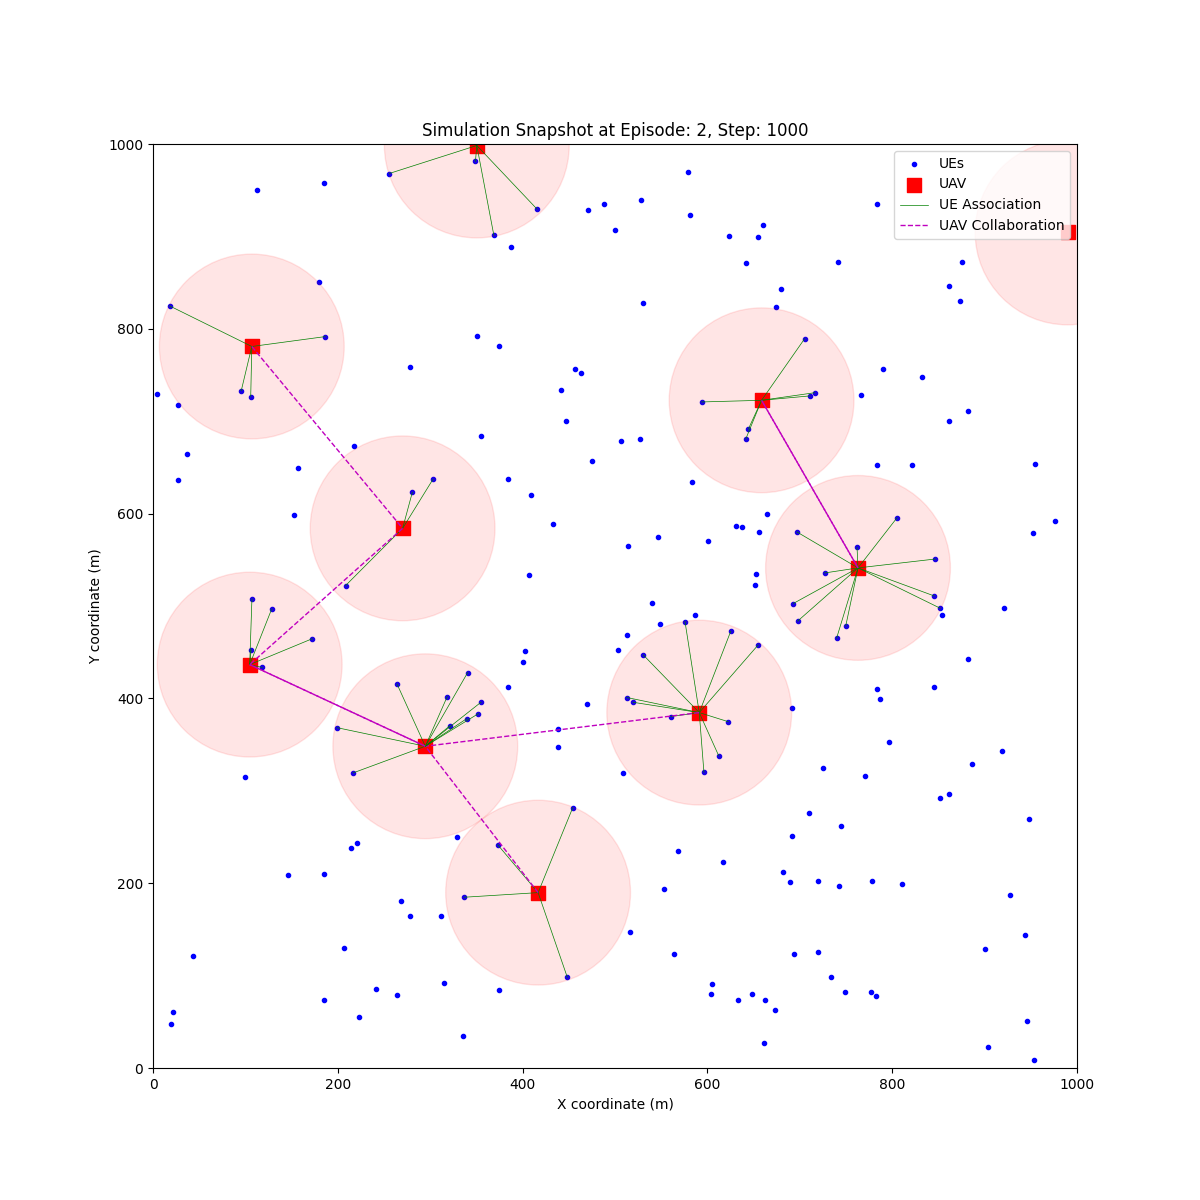 Simulation Snapshot at Episode: 2, Step: 1000
UEs
UAV
UE Association
UAV Collaboration
1000
800
600
400
200
0
Y coordinate (m)
0 200 400 600 800 1000
X coordinate (m)